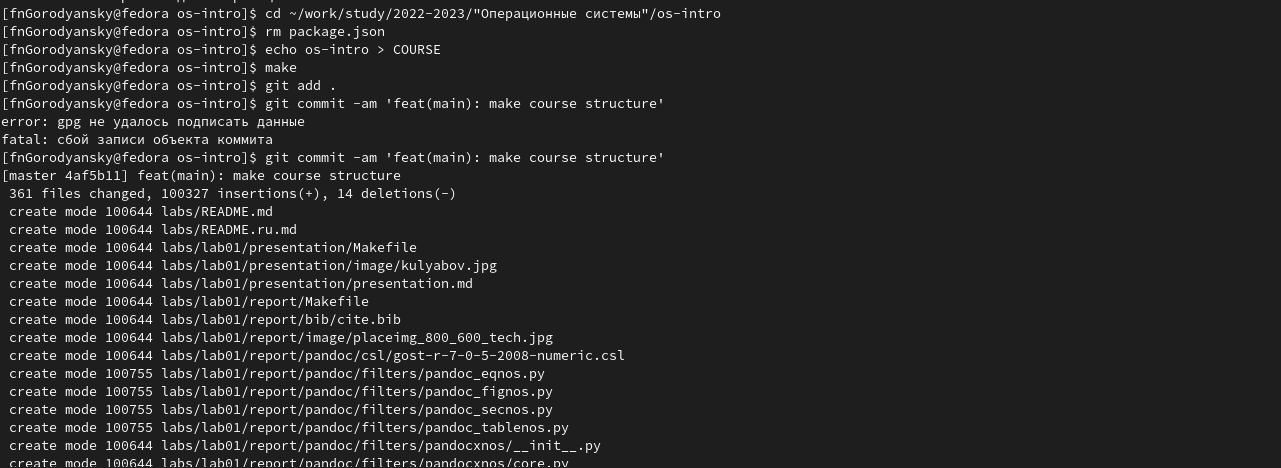 [fnGorodyansky@fedora os-intro]$ cd ~/work/study/2022-2023/"Операционные системы"/os-intro
[fnGorodyansky@fedora os-intro]$ rm package.json
[fnGorodyansky@fedora os-intro]$ echo os-intro > COURSE
[fnGorodyansky@fedora os-intro]$ make
[fnGorodyansky@fedora os-intro]$ git add .
[fnGorodyansky@fedora os-intro]$ git commit -am 'feat(main): make course structure'
error: gpg не удалось подписать данные
fatal: сбой записи объекта коммита
[fnGorodyansky@fedora os-intro]$ git commit -am 'feat(main): make course structure'
[master 4af5b11] feat(main): make course structure
 361 files changed, 100327 insertions(+), 14 deletions(-)
 create mode 100644 labs/README.md
 create mode 100644 labs/README.ru.md
 create mode 100644 labs/lab01/presentation/Makefile
 create mode 100644 labs/lab01/presentation/image/kulyabov.jpg
 create mode 100644 labs/lab01/presentation/presentation.md
 create mode 100644 labs/lab01/report/Makefile
 create mode 100644 labs/lab01/report/bib/cite.bib
 create mode 100644 labs/lab01/report/image/placeimg_800_600_tech.jpg
 create mode 100644 labs/lab01/report/pandoc/csl/gost-r-7-0-5-2008-numeric.csl
 create mode 100755 labs/lab01/report/pandoc/filters/pandoc_eqnos.py
 create mode 100755 labs/lab01/report/pandoc/filters/pandoc_fignos.py
 create mode 100755 labs/lab01/report/pandoc/filters/pandoc_secnos.py
 create mode 100755 labs/lab01/report/pandoc/filters/pandoc_tablenos.py
 create mode 100644 labs/lab01/report/pandoc/filters/pandocxnos/__init__.py
 create mode 100644 labs/lab01/report/pandoc/filters/pandocxnos/core.py